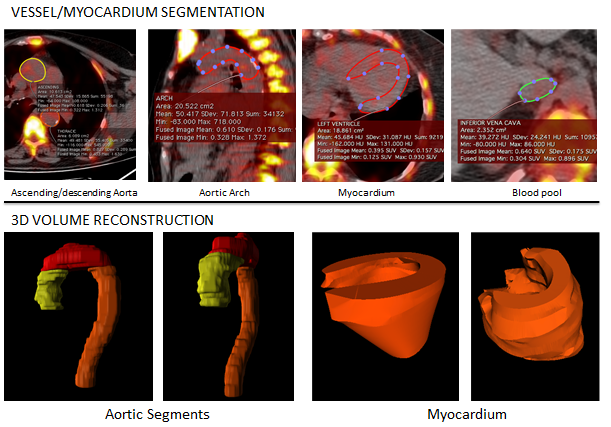 VESSEL/MYOCARDIUM SEGMENTATION
ASCENDING
THORACIC
ARCH
Area: 20.522 cm2
Mean: 50.417 SDev: 71.813 Sum: 34132
Min: -83.000 Max: 718.000
Fused Image Mean: 0.610 SDev: 0.176 Sum:
Fused Image Min: 0.328 Max: 1.372
LEFT VENTRICLE
Area: 18.861 cm2
Mean: 45.684 HU SDev: 31.087 HU Sum: 9219
Min: -162.000 HU Max: 131.000 HU
Fused Image Mean: 0.395 SUV SDev: 0.157 SUV
Fused Image Min: 0.125 SUV Max: 0.930 SUV
INFERIOR VENA CAVA
Area: 2.352 cm2
Mean: 39.272 HU SDev: 24.241 HU Sum: 1095
Min: -80.000 HU Max: 86.000 HU
Fused Image Mean: 0.640 SUV SDev: 0.175 SUV
Fused Image Min: 0.304 SUV Max: 0.896 SUV
Ascending/descending Aorta
Aortic Arch
Myocardium
Blood pool
3D VOLUME RECONSTRUCTION
Aortic Segments
Myocardium